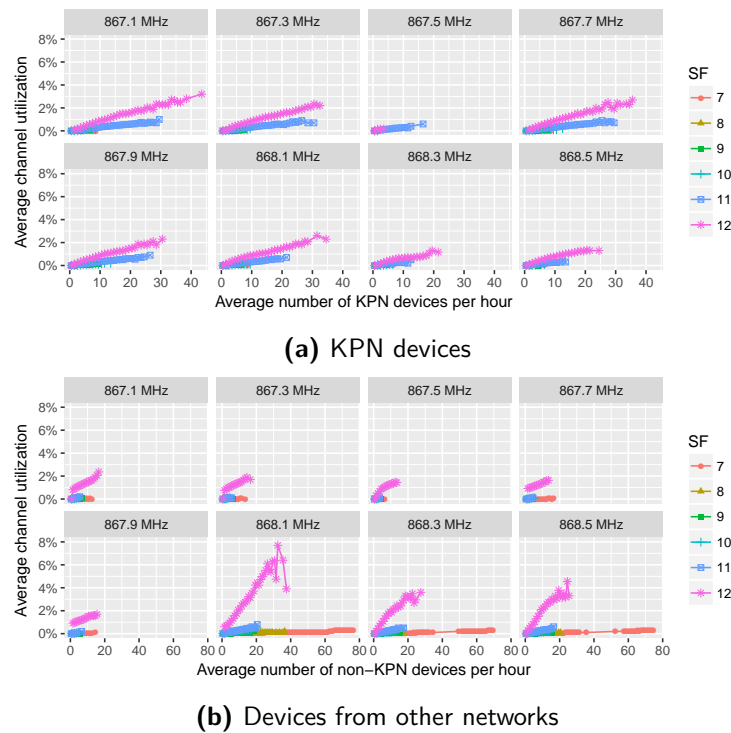 867.1 MHz 867.3 MHz 867.5 MHz 867.7 MHz
8%
6%
4%
2%
0%
867.9 MHz 868.1 MHz 868.3 MHz 868.5 MHz
8%
6%
4%
2%
0%
0 10 20 30 40 0 10 20 30 40 0 10 20 30 40 0 10 20 30 40
Average channel utilization
Average number of KPN devices per hour
SF
7
8
9
10
11
12
(a) KPN devices
867.1 MHz 867.3 MHz 867.5 MHz 867.7 MHz
8%
6%
4%
2%
0%
867.9 MHz 868.1 MHz 868.3 MHz 868.5 MHz
8%
6%
4%
2%
0%
0 20 40 60 80 0 20 40 60 80 0 20 40 60 80 0 20 40 60 80
Average channel utilization
Average number of non−KPN devices per hour
SF
7
8
9
10
11
12
(b) Devices from other networks